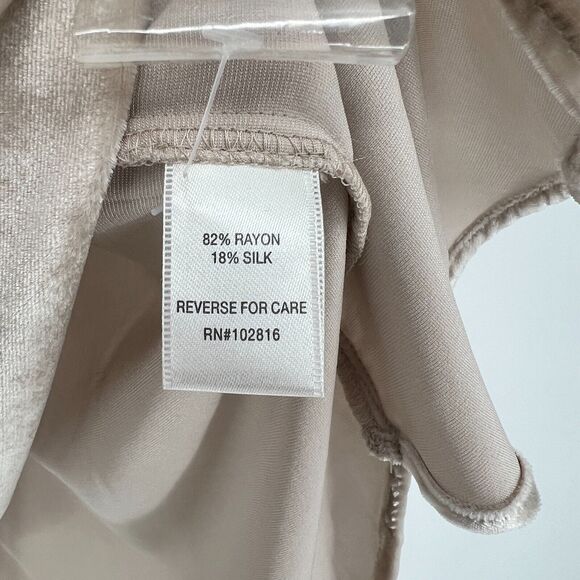 82% RAYON
18% SILK
REVERSE FOR CARE
RN#102816